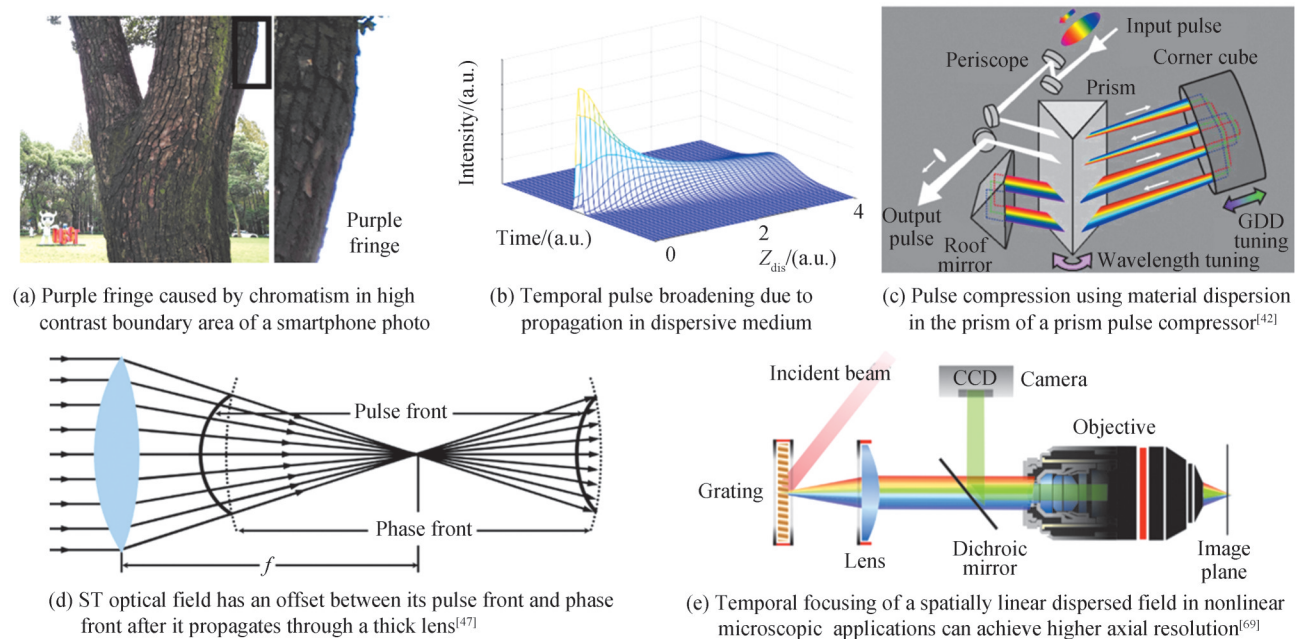 Purple
fringe
(a) Purple fringe caused by chromatism in high
contrast boundary area of a smartphone photo
Intensity/(a.u.)
Time/(a.u.)
0
2
4
Z_dis/(a.u.)
(b) Temporal pulse broadening due to
propagation in dispersive medium
Input pulse
Periscope
Corner cube
Prism
Output
pulse
Roof
mirror
GDD
tuning
Wavelength tuning
(c) Pulse compression using material dispersion
in the prism of a prism pulse compressor[42]
Pulse front
Phase front
f
(d) ST optical field has an offset between its pulse front and phase
front after it propagates through a thick lens[47]
Incident beam
CCD
Camera
Objective
Grating
Lens
Dichroic
mirror
Image
plane
(e) Temporal focusing of a spatially linear dispersed field in nonlinear
microscopic applications can achieve higher axial resolution[69]